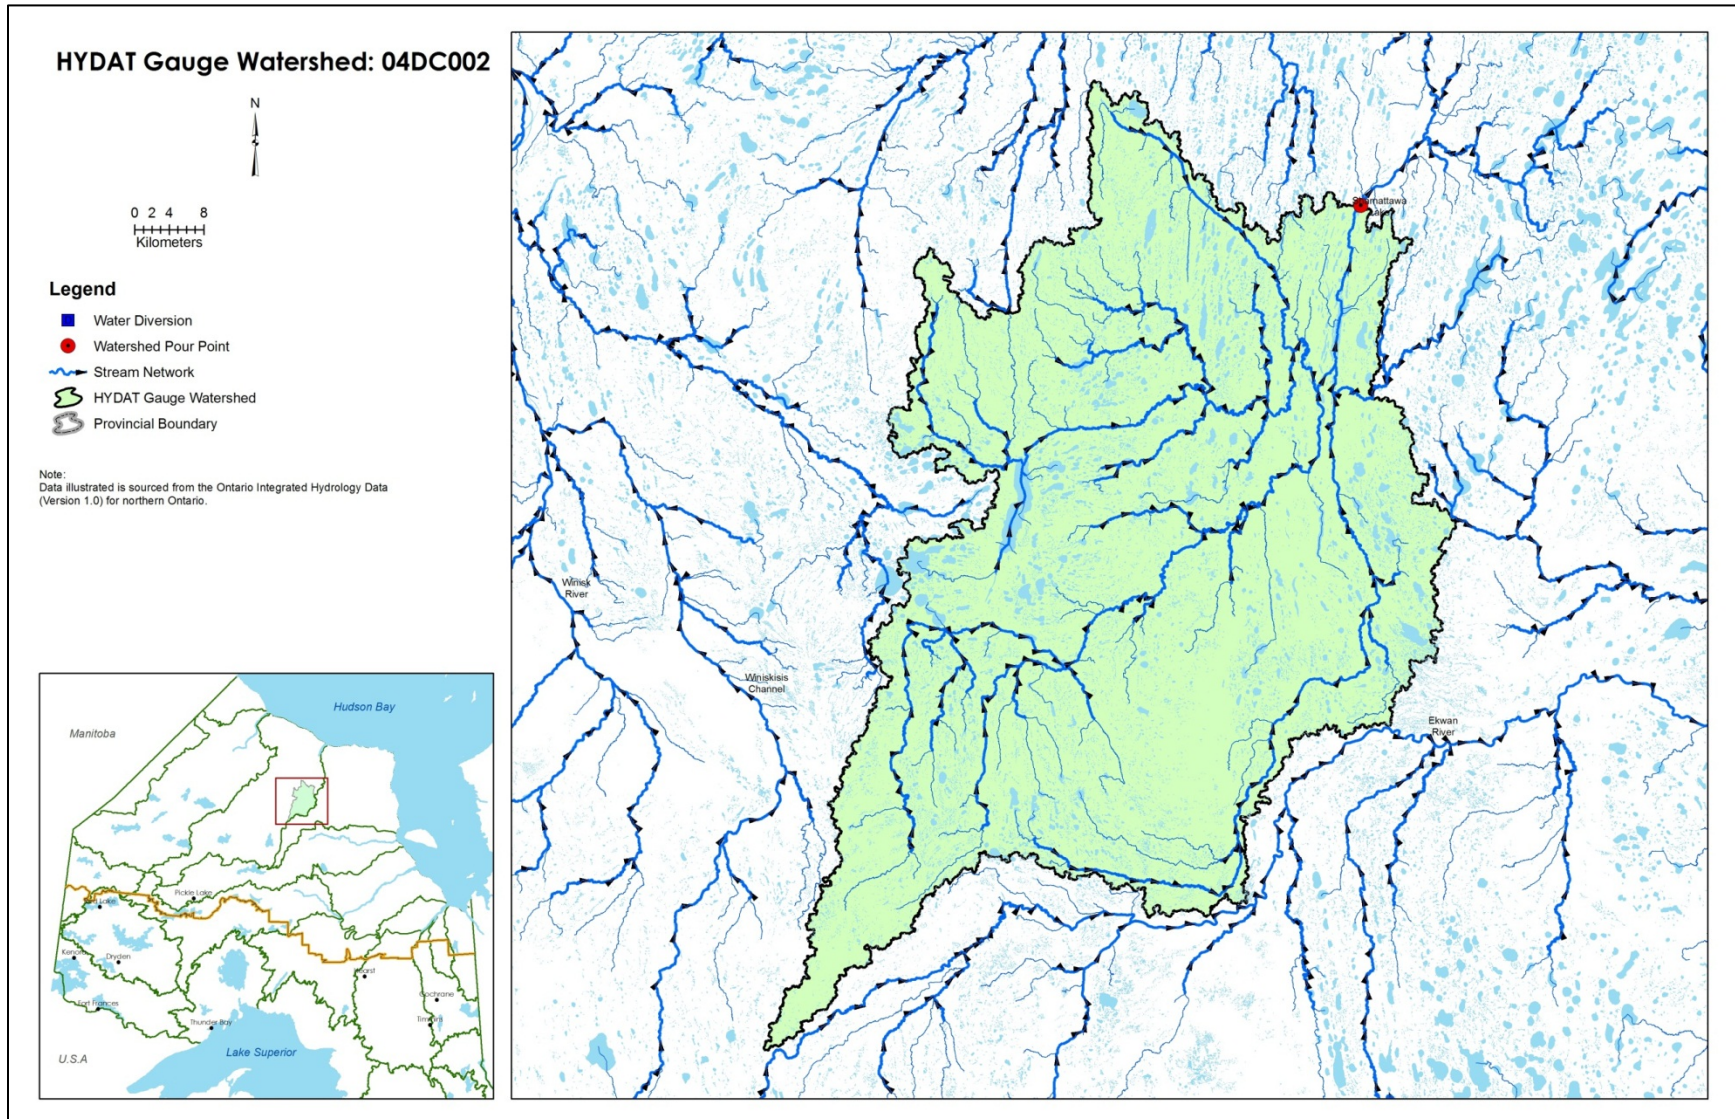 HYDAT Gauge Watershed: 04DC002
N
0 2 4 8
Kilometers
Legend
Water Diversion
Watershed Pour Point
Stream Network
HYDAT Gauge Watershed
Provincial Boundary
Note:
Data illustrated is sourced from the Ontario Integrated Hydrology Data
(Version 1.0) for northern Ontario.
Winisk
River
Winiskisis
Channel
Ekwan
River
Hudson Bay
Manitoba
Pickle Lake
Lake
Dryden
Fort Frances
Thunder Bay
Cochrane
U.S.A
Lake Superior